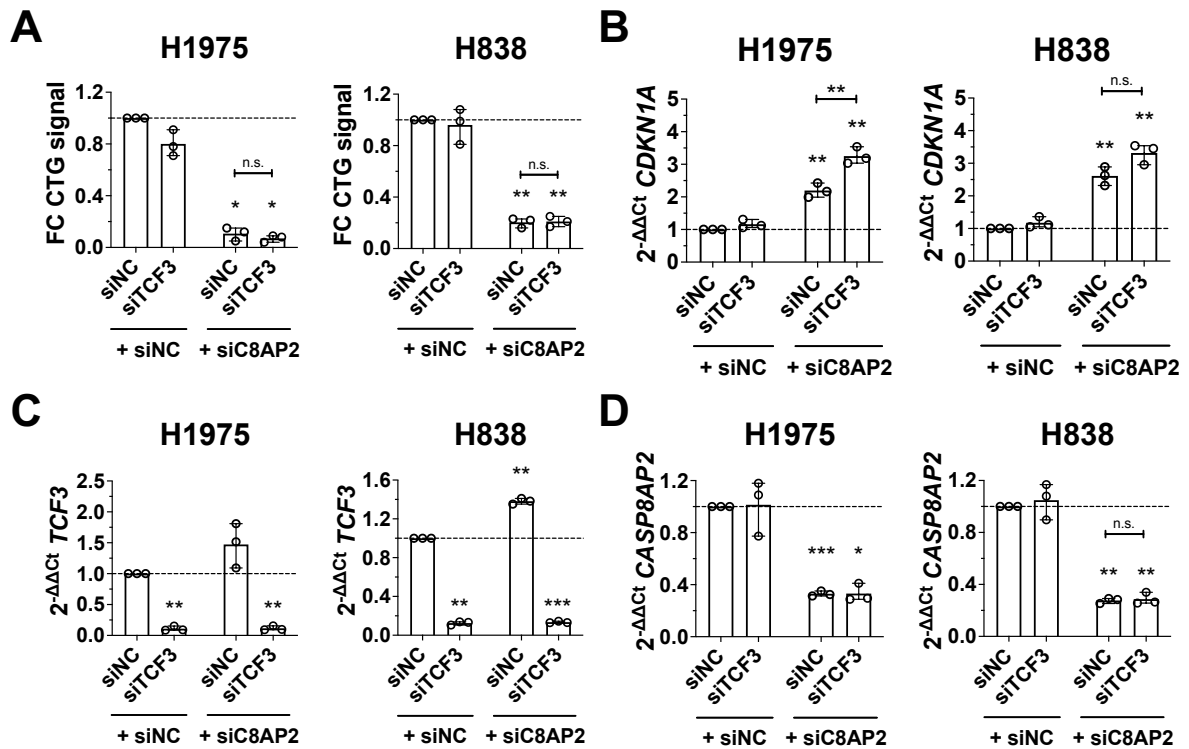 A
H1975
FC CTG signal
1.2
0.8
0.4
0.0
n.s.
*
*
siNC
siTCF3
siNC
siTCF3
+ siNC
+ siC8AP2
H838
FC CTG signal
1.2
0.8
0.4
0.0
n.s.
**
**
siNC
siTCF3
siNC
siTCF3
+ siNC
+ siC8AP2
B
H1975
2-ΔΔCt CDKN1A
5
4
3
2
1
0
**
**
**
siNC
siTCF3
siNC
siTCF3
+ siNC
+ siC8AP2
H838
2-ΔΔCt CDKN1A
5
4
3
2
1
0
n.s.
**
**
siNC
siTCF3
siNC
siTCF3
+ siNC
+ siC8AP2
C
H1975
2-ΔΔCt TCF3
2.5
2.0
1.5
1.0
0.5
0.0
**
**
siNC
siTCF3
siNC
siTCF3
+ siNC
+ siC8AP2
H838
2-ΔΔCt TCF3
1.6
1.2
0.8
0.4
0.0
**
**
***
siNC
siTCF3
siNC
siTCF3
+ siNC
+ siC8AP2
D
H1975
2-ΔΔCt CASP8AP2
1.2
0.8
0.4
0.0
***
*
siNC
siTCF3
siNC
siTCF3
+ siNC
+ siC8AP2
H838
2-ΔΔCt CASP8AP2
1.2
0.8
0.4
0.0
n.s.
**
**
siNC
siTCF3
siNC
siTCF3
+ siNC
+ siC8AP2